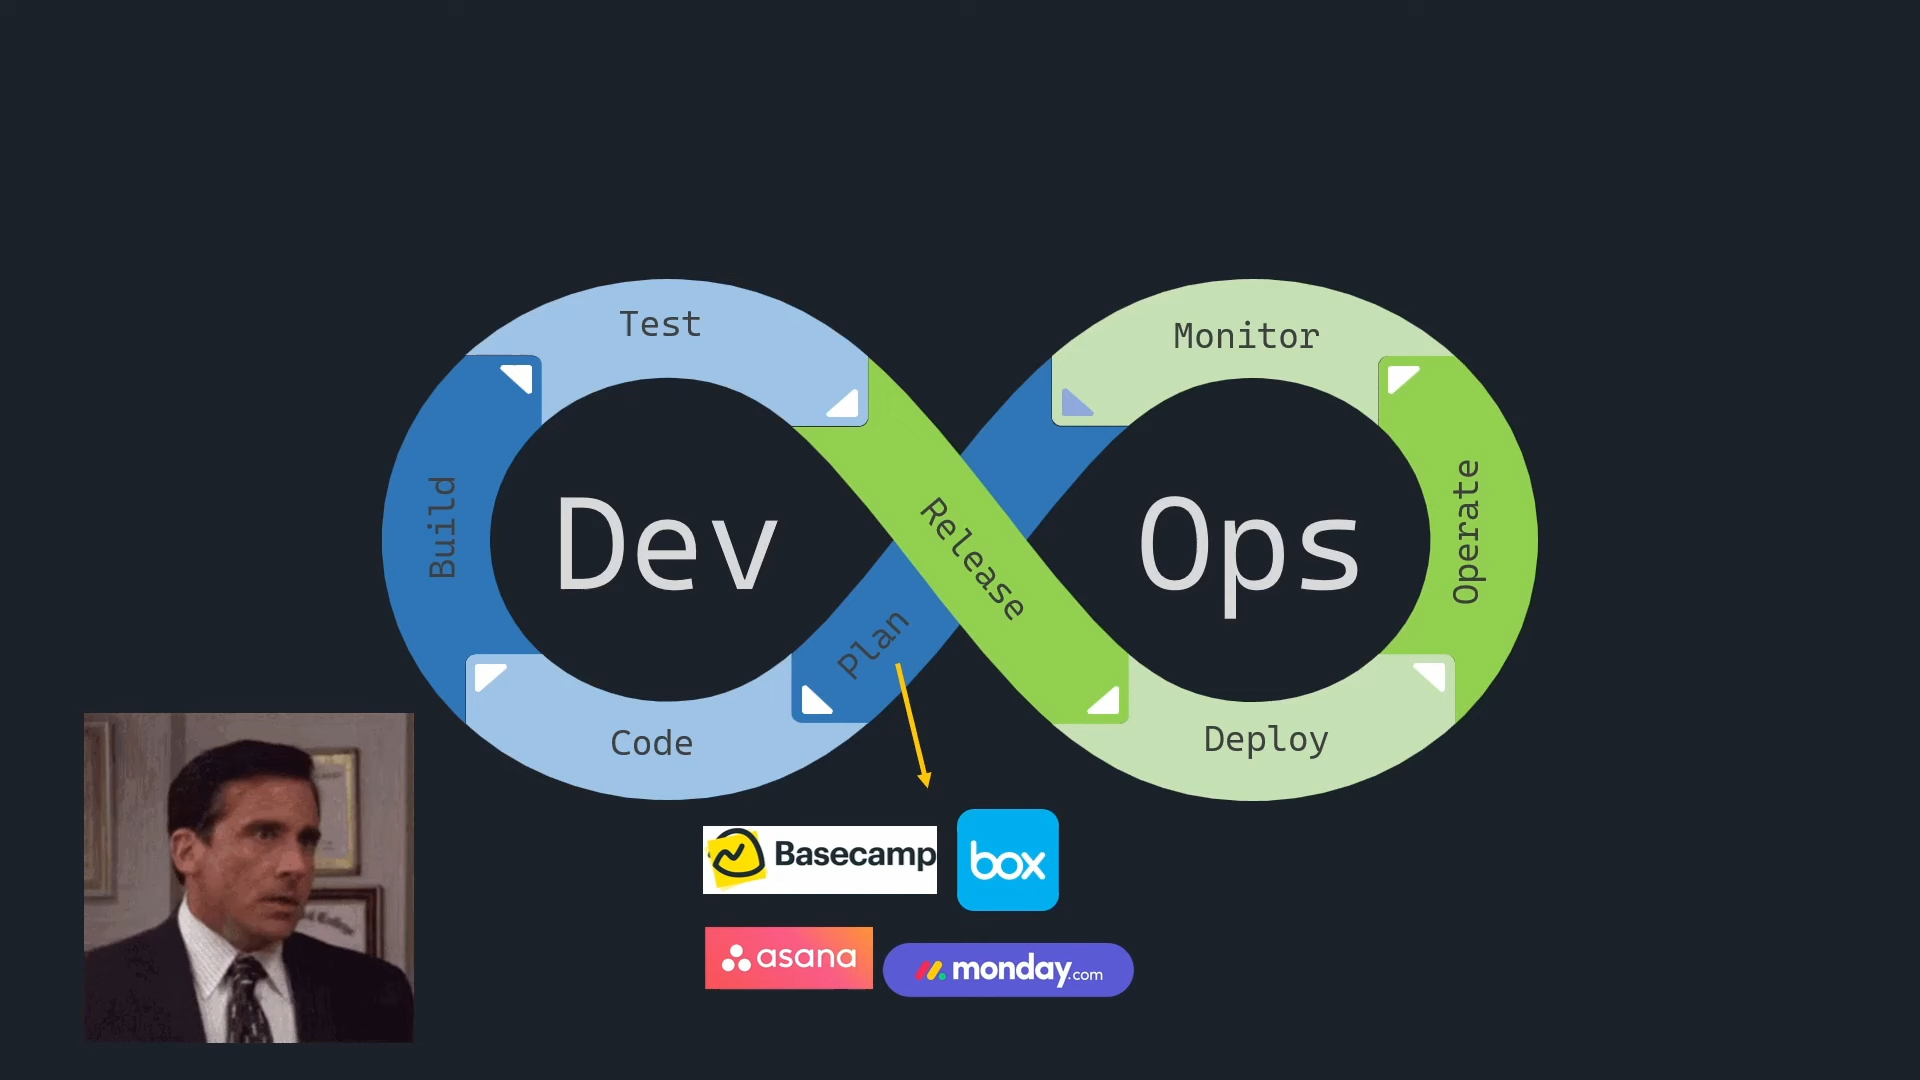 Test
Monitor
Build
Dev
Release
Ops
Operate
Plan
Code
Deploy
Basecamp
box
asana
monday.com